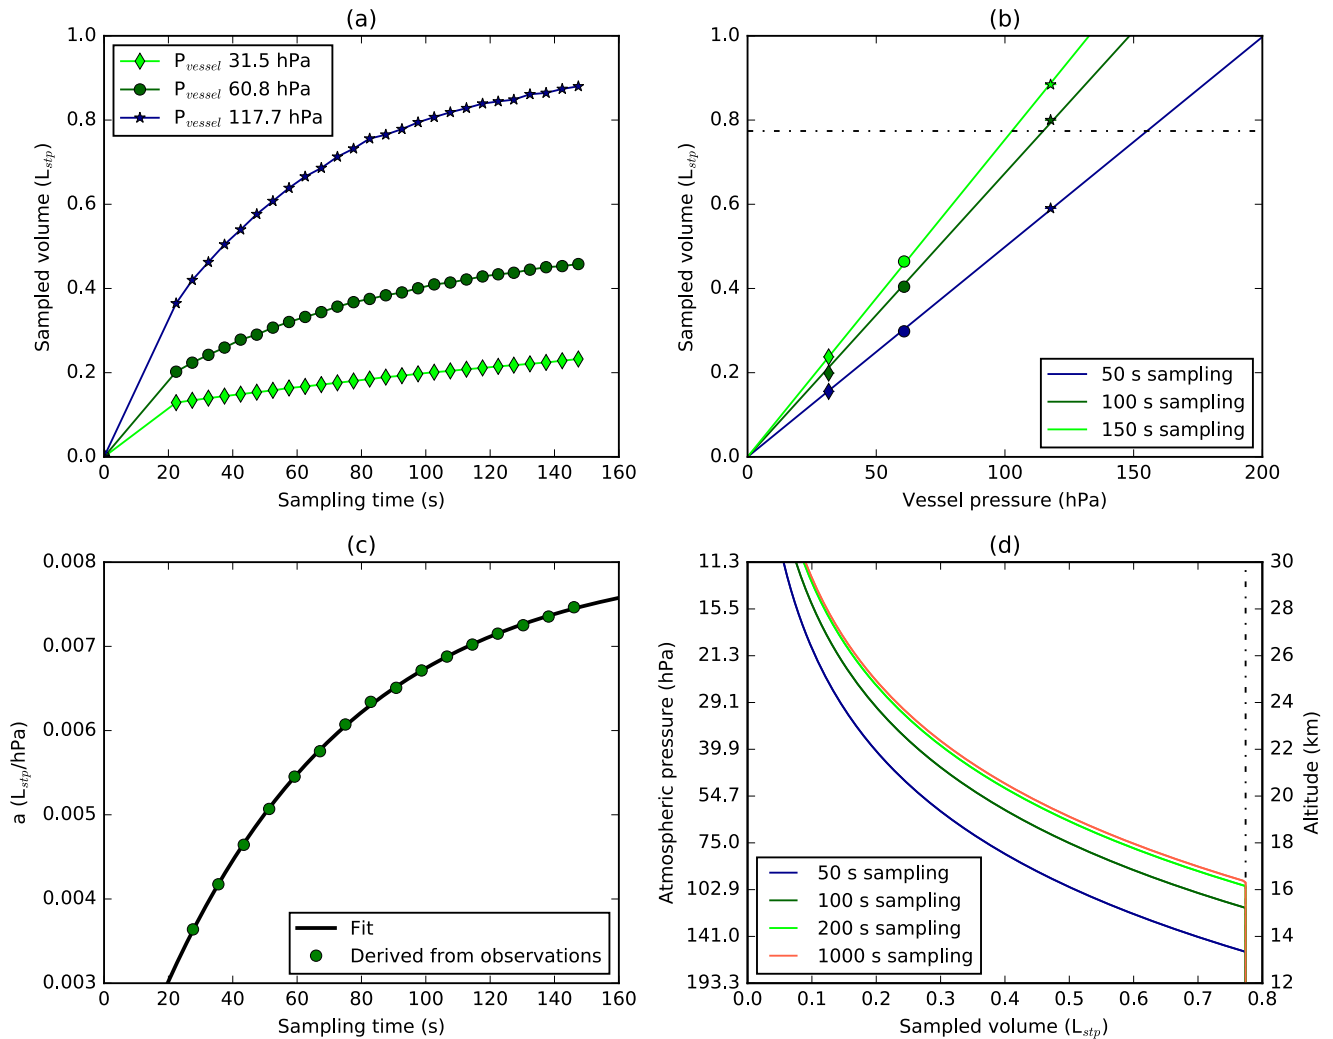 (a)
1.0
0.8
0.6
0.4
0.2
0.0
Sampled volume (L_stp)
P_vessel 31.5 hPa
P_vessel 60.8 hPa
P_vessel 117.7 hPa
0 20 40 60 80 100 120 140 160
Sampling time (s)
(b)
1.0
0.8
0.6
0.4
0.2
0.0
Sampled volume (L_stp)
50 s sampling
100 s sampling
150 s sampling
0 50 100 150 200
Vessel pressure (hPa)
(c)
0.008
0.007
0.006
0.005
0.004
0.003
a (L_stp/hPa)
Fit
Derived from observations
0 20 40 60 80 100 120 140 160
Sampling time (s)
(d)
11.3
15.5
21.3
29.1
39.9
54.7
75.0
102.9
141.0
193.3
Atmospheric pressure (hPa)
50 s sampling
100 s sampling
200 s sampling
1000 s sampling
30
28
26
24
22
20
18
16
14
12
Altitude (km)
0.0 0.1 0.2 0.3 0.4 0.5 0.6 0.7 0.8
Sampled volume (L_stp)